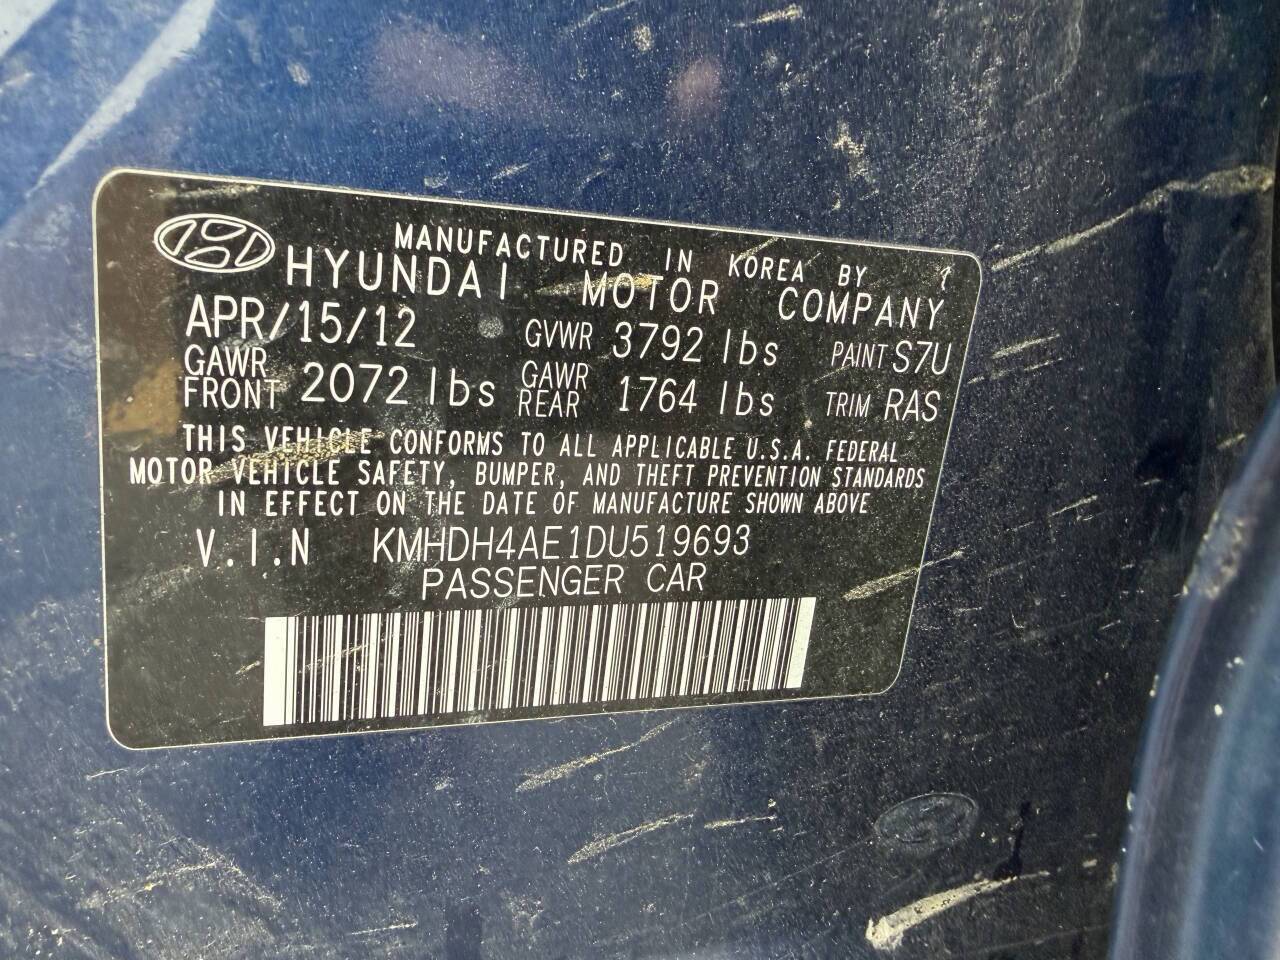 MANUFACTURED IN KOREA BY
HYUNDAI MOTOR COMPANY
APR/15/12 GVWR 3792 lbs PAINT S7U
GAWR FRONT 2072 lbs GAWR REAR 1764 lbs TRIM RAS
THIS VEHICLE CONFORMS TO ALL APPLICABLE U.S.A. FEDERAL
MOTOR VEHICLE SAFETY, BUMPER, AND THEFT PREVENTION STANDARDS
IN EFFECT ON THE DATE OF MANUFACTURE SHOWN ABOVE
V.I.N KMHDH4AE1DU519693
PASSENGER CAR